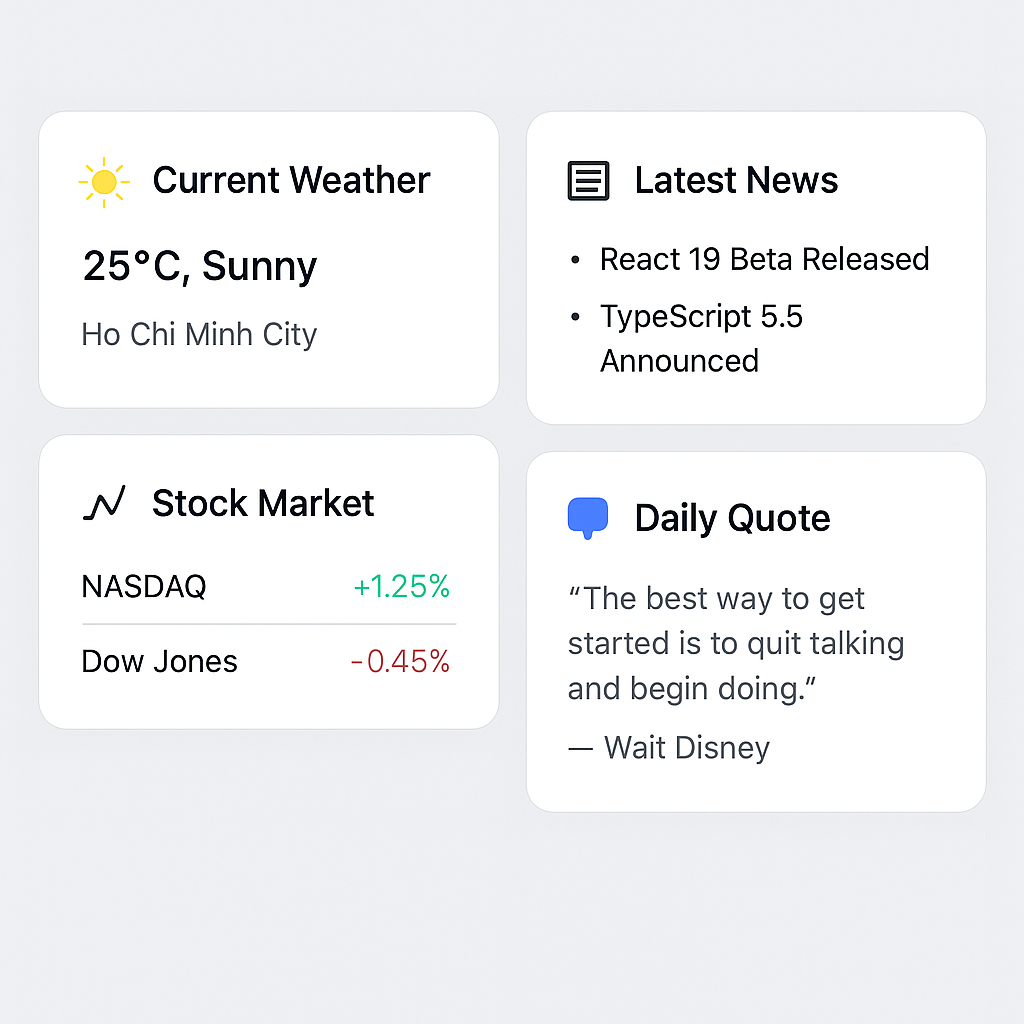 Current Weather
25°C, Sunny
Ho Chi Minh City
Latest News
• React 19 Beta Released
• TypeScript 5.5
Announced
Stock Market
NASDAQ +1.25%
Dow Jones -0.45%
Daily Quote
“The best way to get
started is to quit talking
and begin doing.”
— Wait Disney